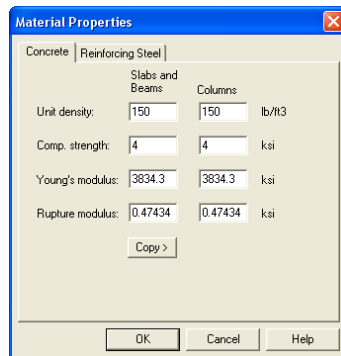 Material Properties
Concrete Reinforcing Steel
Slabs and
Beams Columns
Unit density: 150 150 lb/ft3
Comp. strength: 4 4 ksi
Young's modulus: 3834.3 3834.3 ksi
Rupture modulus: 0.47434 0.47434 ksi
Copy >
OK Cancel Help